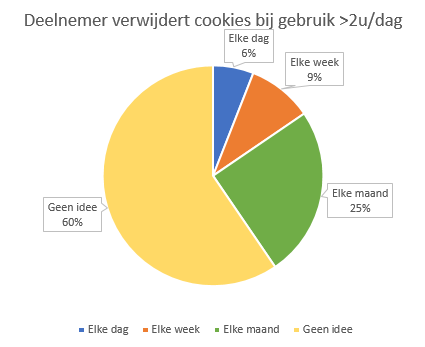 Deelnemer verwijdert cookies bij gebruik >2u/dag
Elke dag
6%
Elke week
9%
Elke maand
25%
Geen idee
60%
Elke dag Elke week Elke maand Geen idee